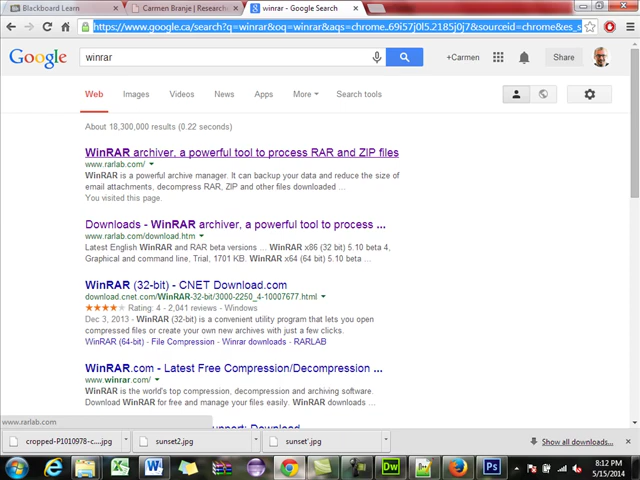 Blackboard Learn
Carmen Branje | Research
winrar - Google Search
https://www.google.ca/search?q=winrar&oq=winrar&aqs=chrome..69i57j0l5.2185j0j7&sourceid=chrome&es_s
Google
winrar
+Carmen
Share
Web
Images
Videos
News
Apps
More
Search tools
About 18,300,000 results (0.22 seconds)
WinRAR archiver, a powerful tool to process RAR and ZIP files
www.rarlab.com/
WinRAR is a powerful archive manager. It can backup your data and reduce the size of
email attachments, decompress RAR, ZIP and other files downloaded ...
You visited this page.
Downloads - WinRAR archiver, a powerful tool to process ...
www.rarlab.com/download.htm
Latest English WinRAR and RAR beta versions ... WinRAR x86 (32 bit) 5.10 beta 4,
Graphical and command line, Trial, 1701 KB. WinRAR x64 (64 bit) 5.10 ...
WinRAR (32-bit) - CNET Download.com
download.cnet.com/WinRAR-32-bit/3000-2250_4-10007677.html
Rating: 4 - 2,041 reviews - Windows
Dec 3, 2013 - WinRAR (32-bit) is a convenient utility program that lets you open
compressed files or create your own new archives with just a few clicks.
WinRAR (64-bit) - File Compression - Winrar downloads - RARLAB
WinRAR.com - Latest Free Compression/Decompression ...
www.winrar.com/
WinRAR is the world's top compression, decompression and archiving software.
Download WinRAR for free and manage your files easily. WinRAR downloads ...
www.rarlab.com
cropped-P1010978-c....jpg
sunset2.jpg
sunset'.jpg
Show all downloads...
Dw
Ps
8:12 PM
5/15/2014